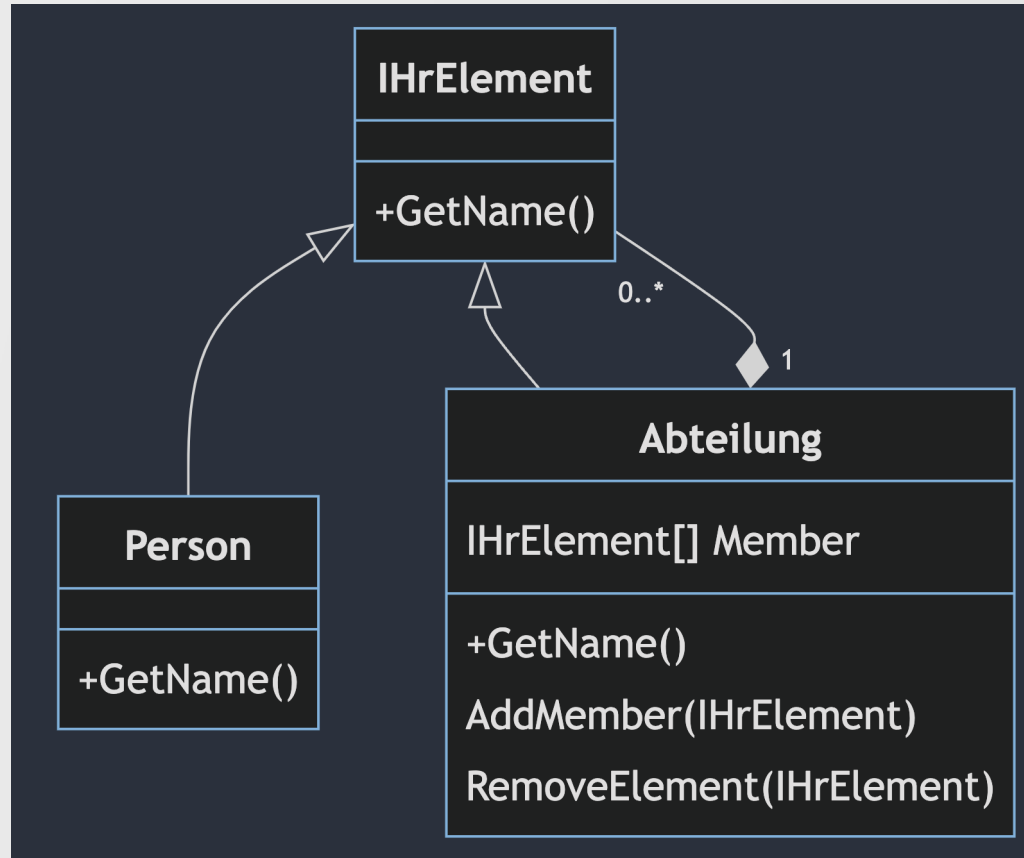 IHrElement
+GetName()
0..*
1
Abteilung
IHrElement[] Member
+GetName()
AddMember(IHrElement)
RemoveElement(IHrElement)
Person
+GetName()